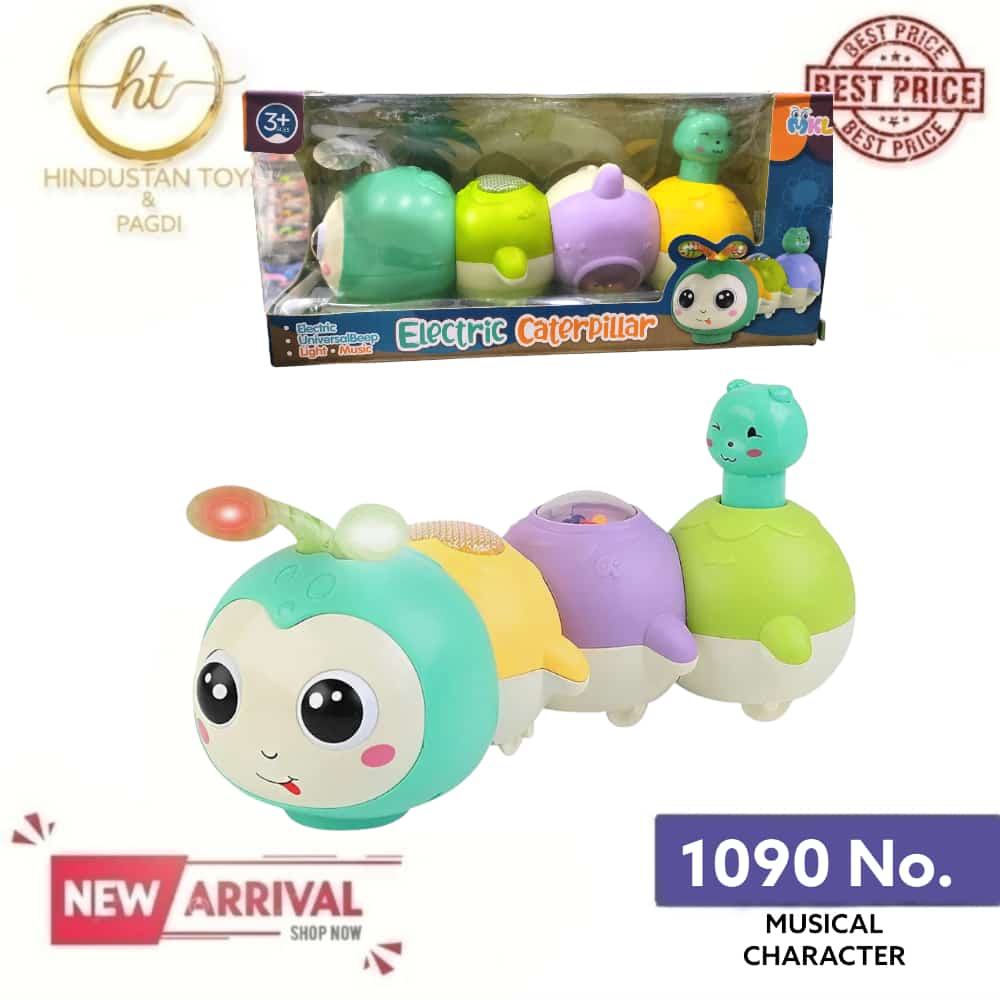 ht
HINDUSTAN TOYS
&
PAGDI
BEST PRICE
BEST PRICE
BEST PRICE
3+
MKL
Electric
UniversalBeep
Light • Music
Electric Caterpillar
NEW ARRIVAL
SHOP NOW
1090 No.
MUSICAL
CHARACTER